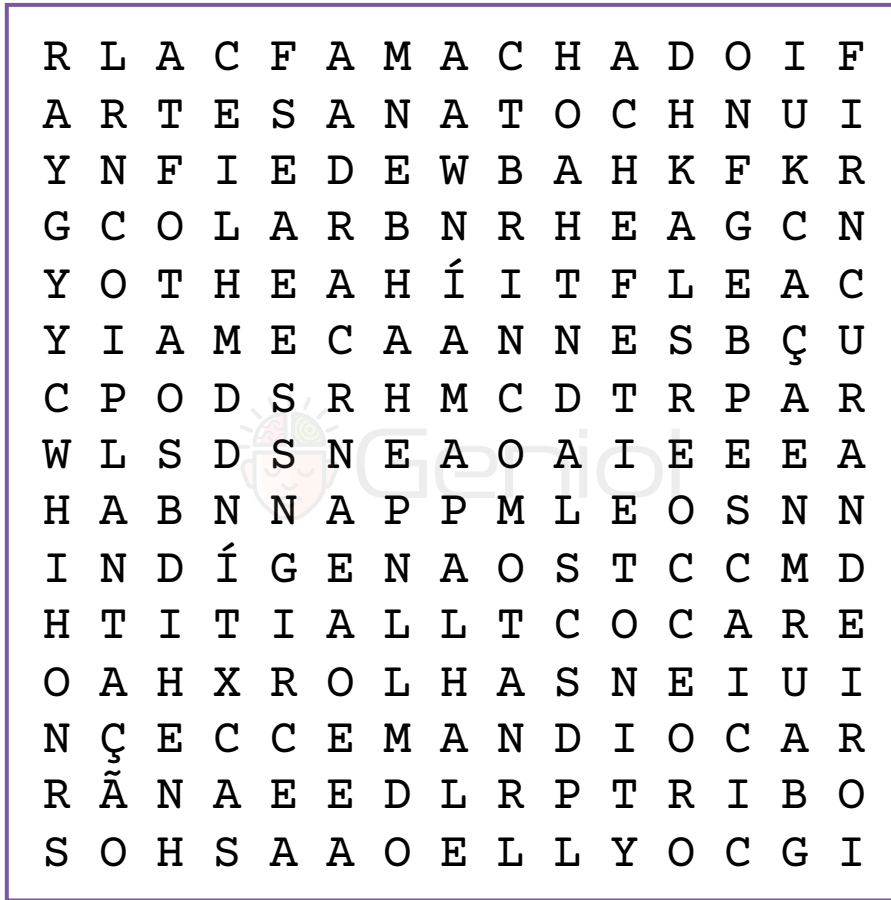 R L A C F A M A C H A D O I F
A R T E S A N A T O C H N U I
Y N F I E D E W B A H K F K R
G C O L A R B N R H E A G C N
Y O T H E A H Í I T F L E A C
Y I A M E C A A N N E S B Ç U
C P O D S R H M C D T R P A R
W L S D S N E A O A I E E E A
H A B N N A P P M L E O S N N
I N D Í G E N A O S T C C M D
H T I T I A L L T C O C A R E
O A H X R O L H A S N E I U I
N Ç E C C E M A N D I O C A R
R Ã N A E E D L R P T R I B O
S O H S A A O E L L Y O C G I
Geniol